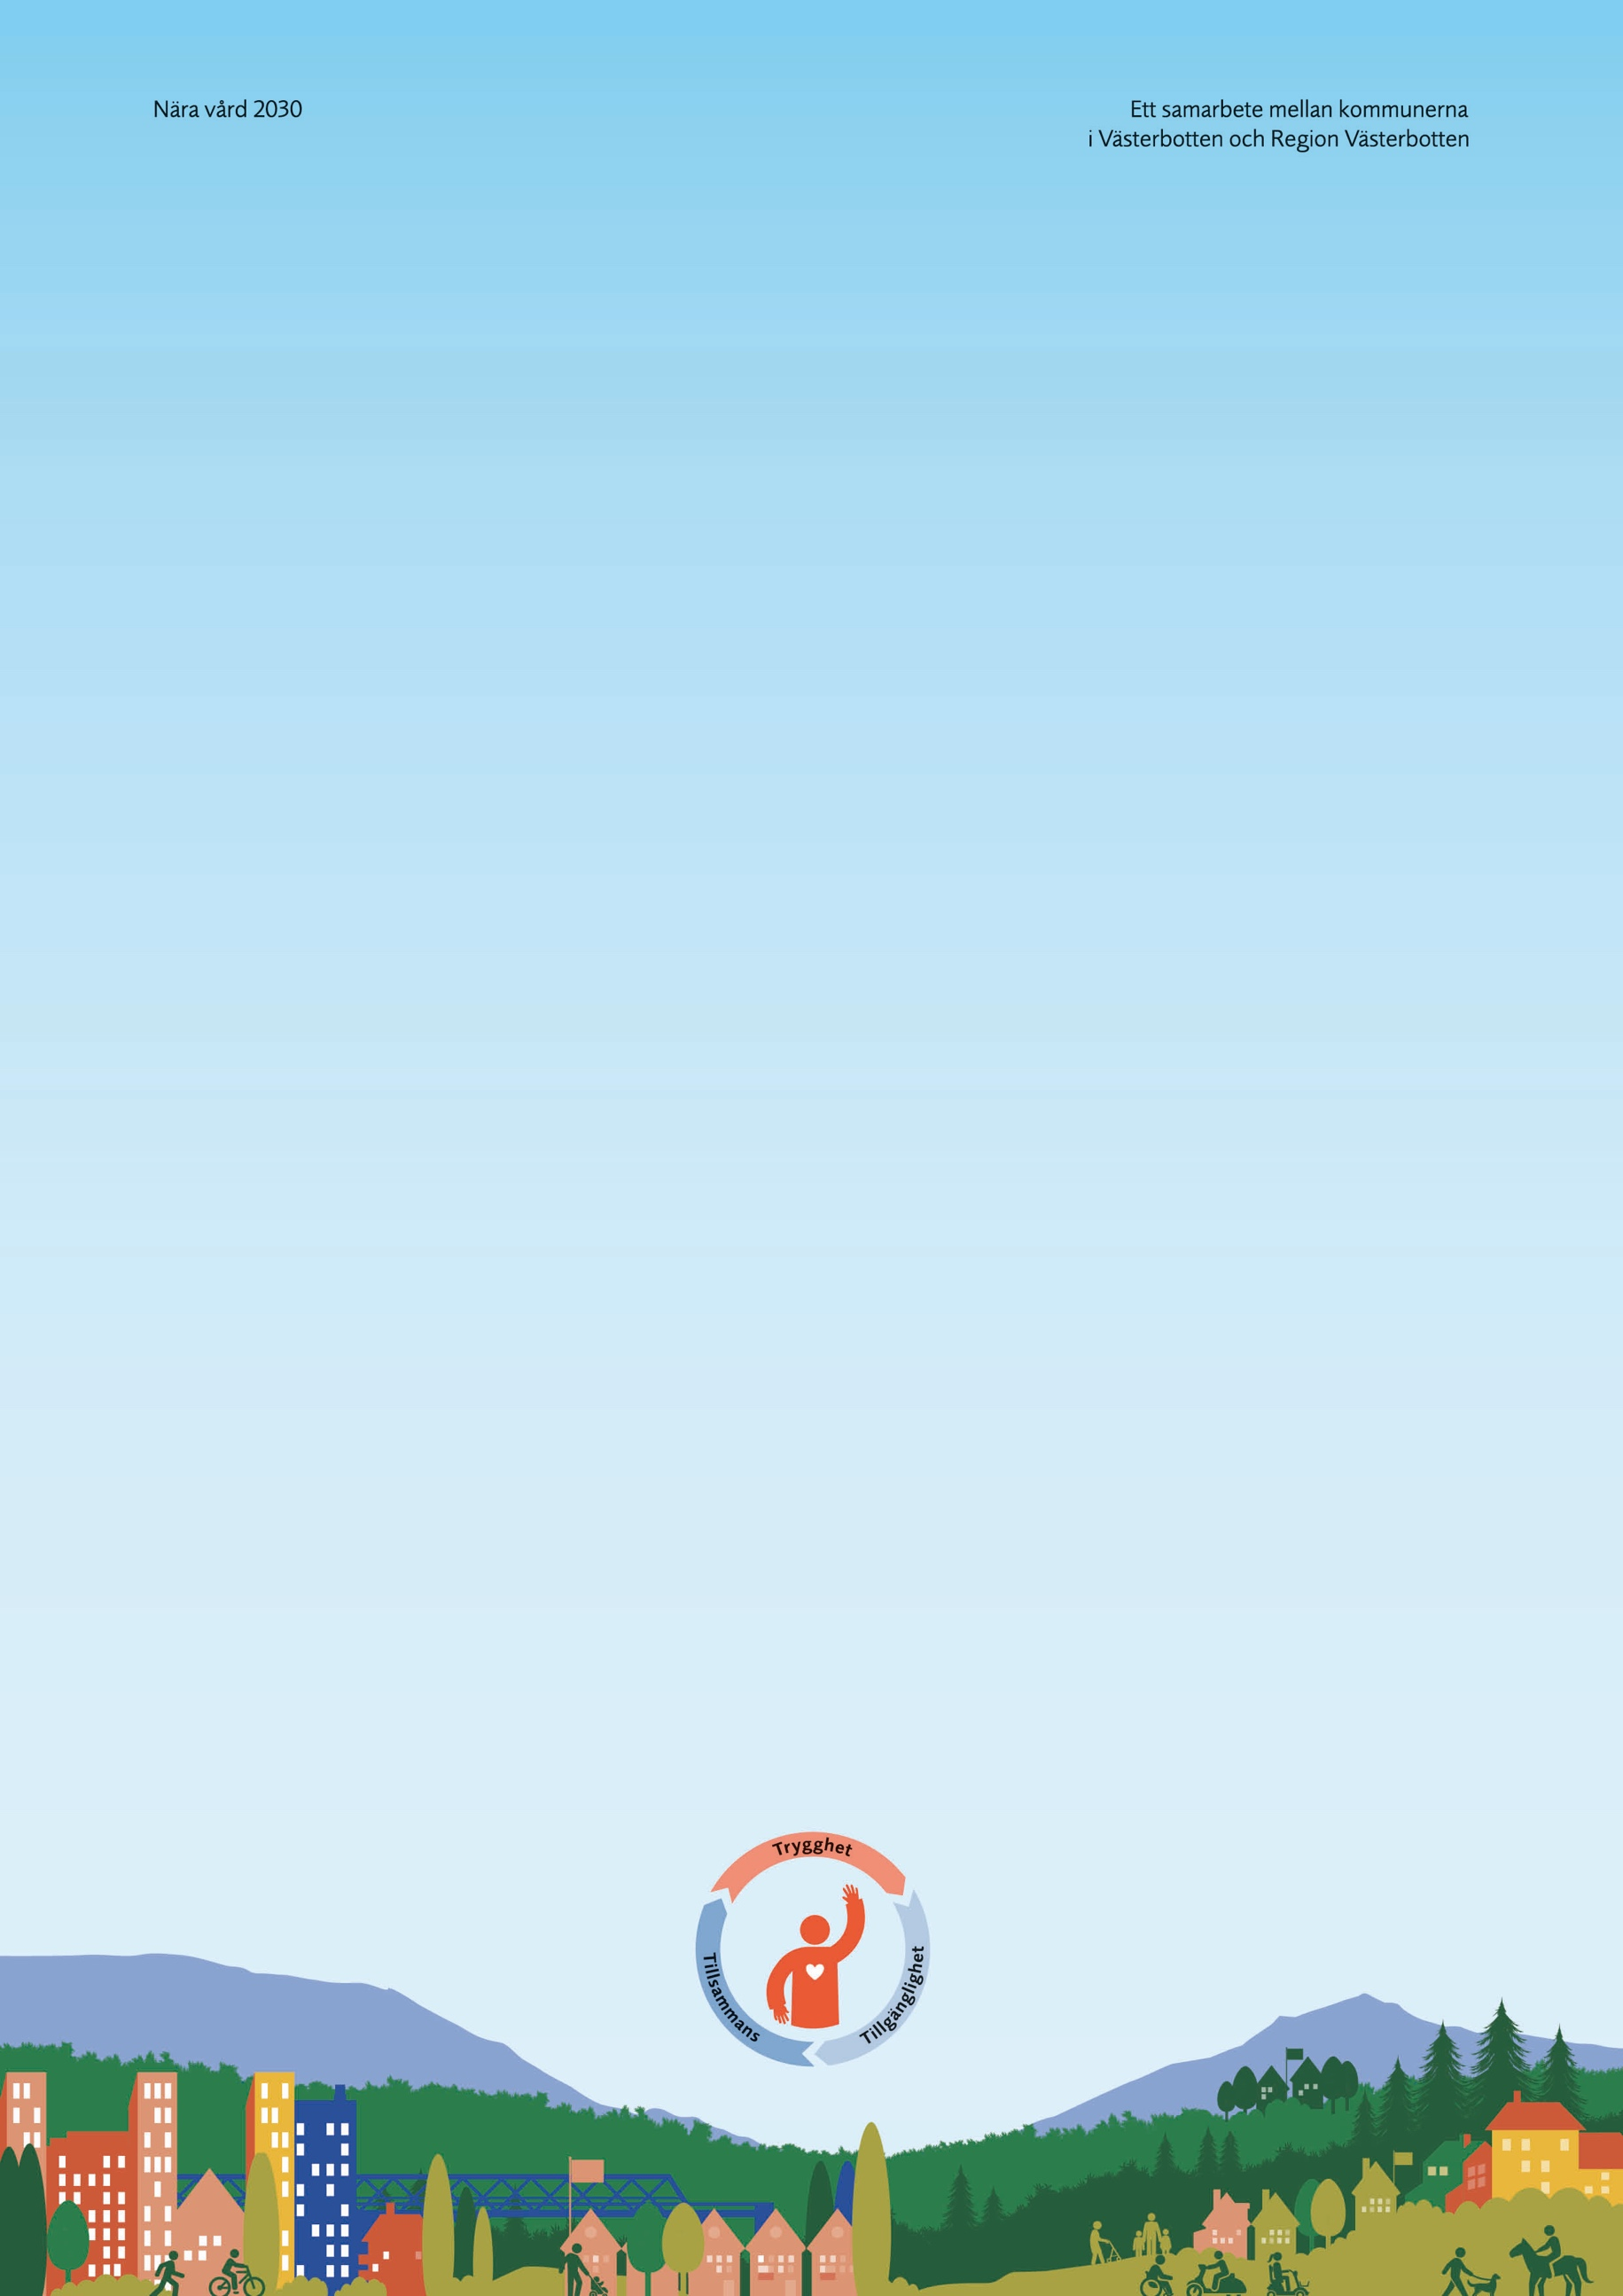 Nära vård 2030
Ett samarbete mellan kommunerna
i Västerbotten och Region Västerbotten
Trygghet
Tillgänglighet
Tillsammans